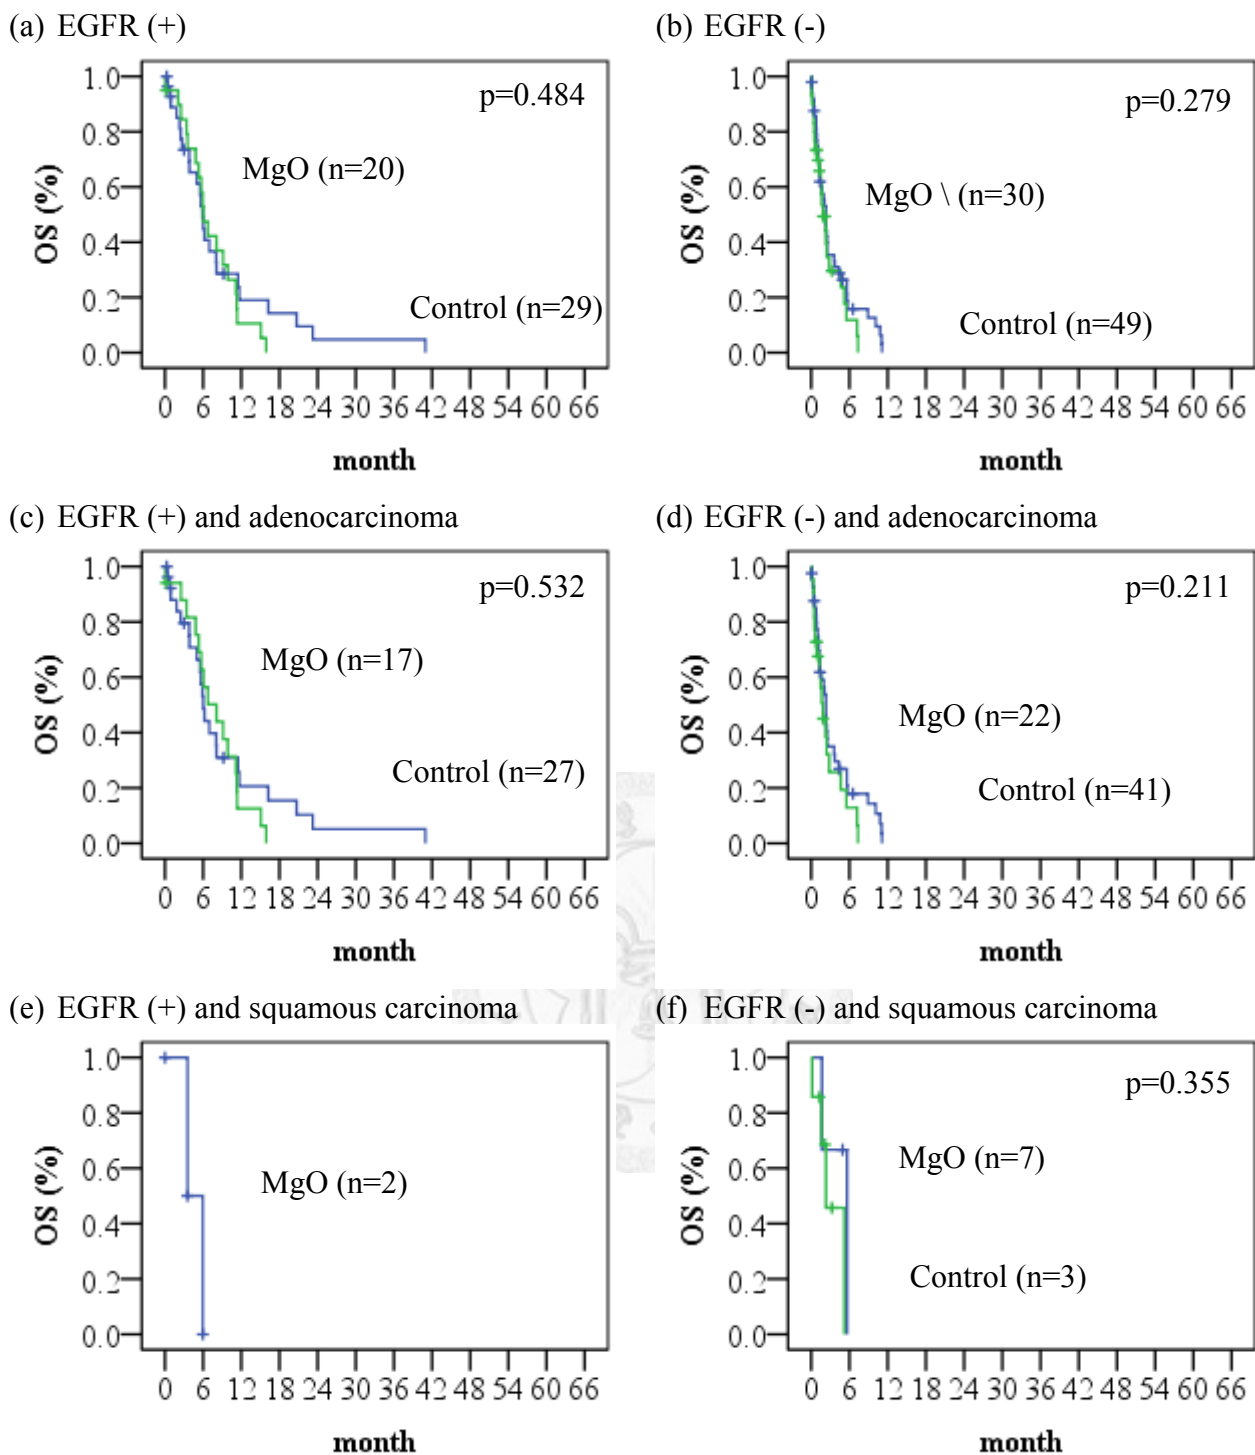 (a) EGFR (+)
(b) EGFR (-)
OS (%)
1.0
0.8
0.6
0.4
0.2
0.0
p=0.484
MgO (n=20)
Control (n=29)
0 6 12 18 24 30 36 42 48 54 60 66
month
OS (%)
1.0
0.8
0.6
0.4
0.2
0.0
p=0.279
MgO \ (n=30)
Control (n=49)
0 6 12 18 24 30 36 42 48 54 60 66
month
(c) EGFR (+) and adenocarcinoma
(d) EGFR (-) and adenocarcinoma
OS (%)
1.0
0.8
0.6
0.4
0.2
0.0
p=0.532
MgO (n=17)
Control (n=27)
0 6 12 18 24 30 36 42 48 54 60 66
month
OS (%)
1.0
0.8
0.6
0.4
0.2
0.0
p=0.211
MgO (n=22)
Control (n=41)
0 6 12 18 24 30 36 42 48 54 60 66
month
(e) EGFR (+) and squamous carcinoma
(f) EGFR (-) and squamous carcinoma
OS (%)
1.0
0.8
0.6
0.4
0.2
0.0
MgO (n=2)
0 6 12 18 24 30 36 42 48 54 60 66
month
OS (%)
1.0
0.8
0.6
0.4
0.2
0.0
p=0.355
MgO (n=7)
Control (n=3)
0 6 12 18 24 30 36 42 48 54 60 66
month